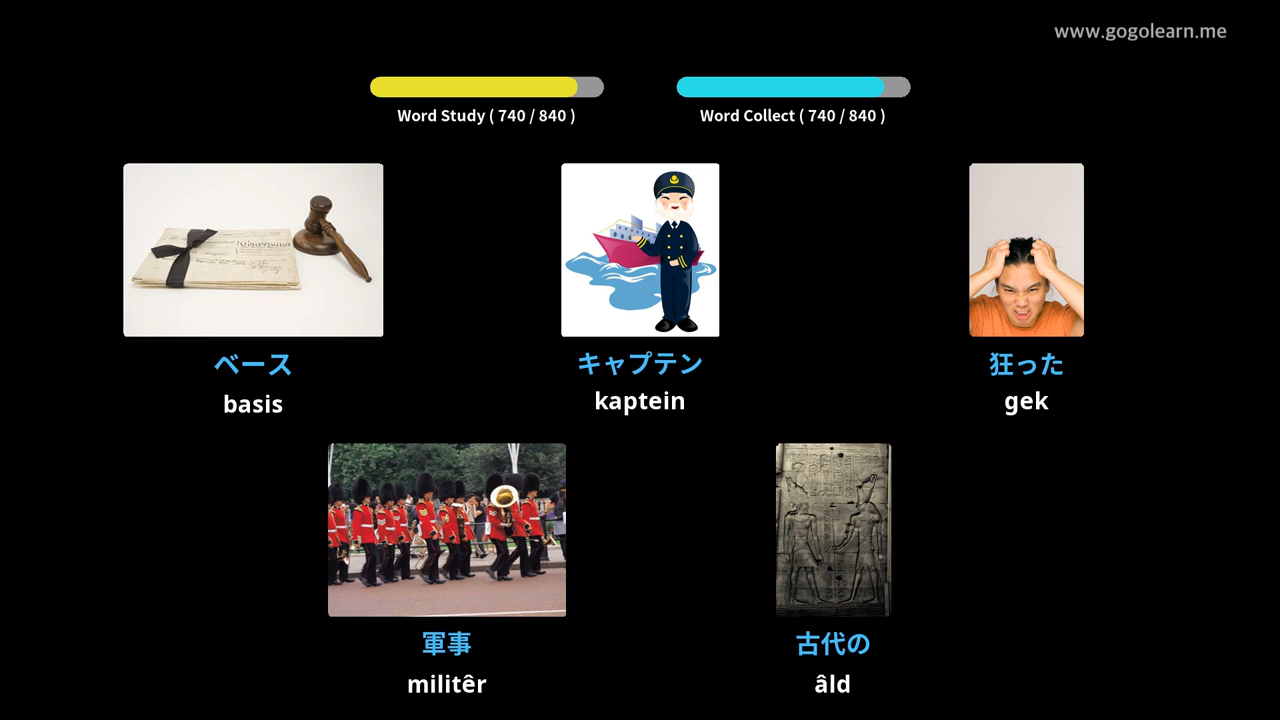 www.gogolearn.me
Word Study ( 740 / 840 )
Word Collect ( 740 / 840 )
ベース
basis
キャプテン
kaptein
狂った
gek
軍事
militêr
古代の
âld